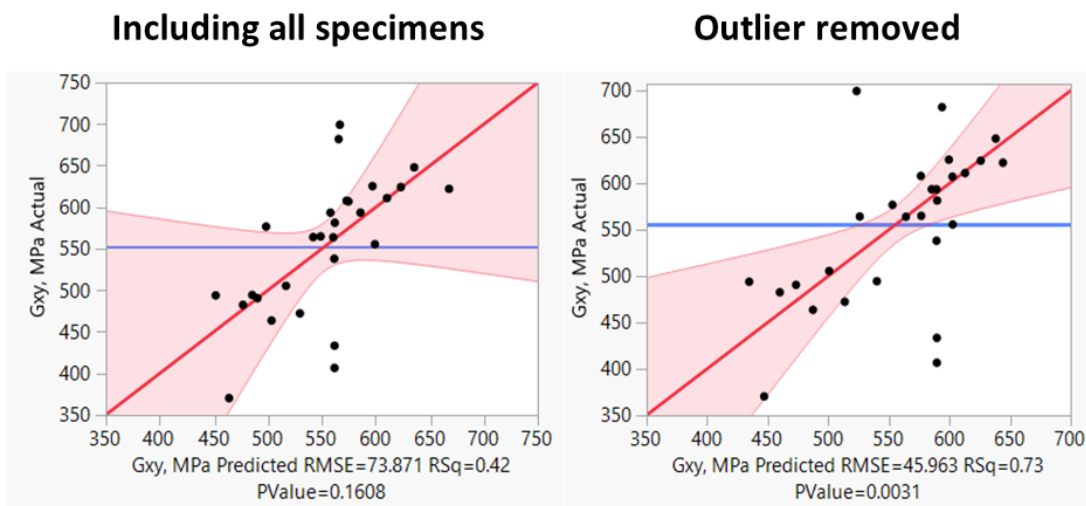 Including all specimens
Outlier removed
750
700
650
600
550
500
450
400
350
Gxy, MPa Actual
350 400 450 500 550 600 650 700 750
Gxy, MPa Predicted RMSE=73.871 RSq=0.42
PValue=0.1608
700
650
600
550
500
450
400
350
Gxy, MPa Actual
350 400 450 500 550 600 650 700
Gxy, MPa Predicted RMSE=45.963 RSq=0.73
PValue=0.0031